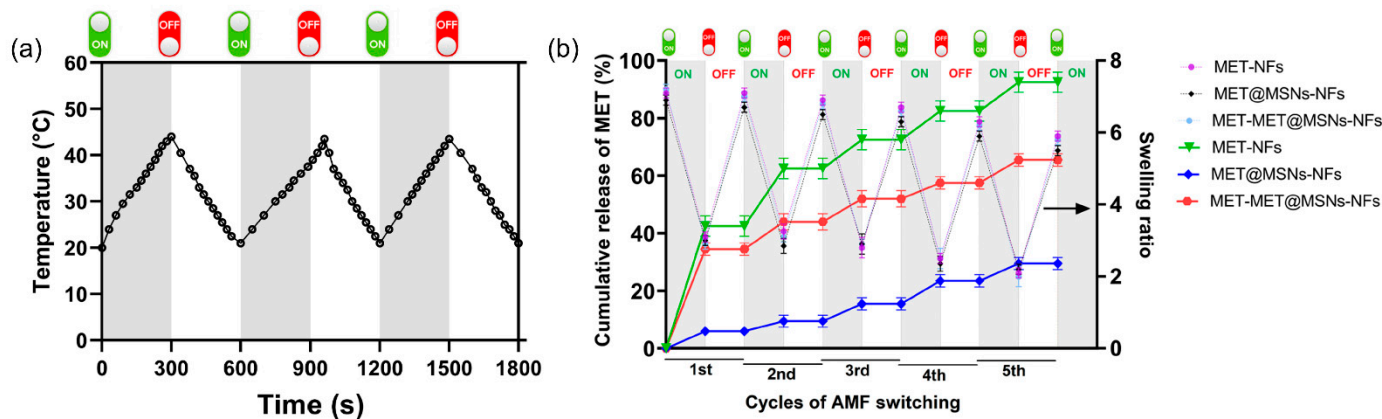 (a)
ON
OFF
ON
OFF
ON
OFF
60
50
40
30
20
10
0
Temperature (°C)
0 300 600 900 1200 1500 1800
Time (s)
(b)
ON
OFF
ON
OFF
ON
OFF
ON
OFF
ON
OFF
ON
ON OFF ON OFF ON OFF ON OFF ON OFF ON
100
80
60
40
20
0
Cumulative release of MET (%)
8
6
4
2
0
Swelling ratio
1st 2nd 3rd 4th 5th
Cycles of AMF switching
MET-NFs
MET@MSNs-NFs
MET-MET@MSNs-NFs
MET-NFs
MET@MSNs-NFs
MET-MET@MSNs-NFs